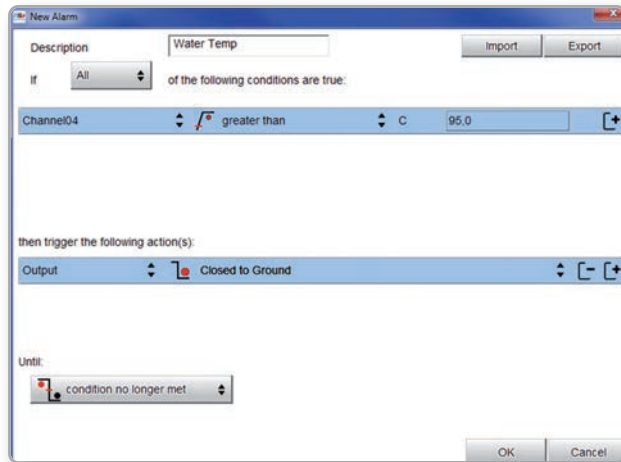 New Alarm
Description Water Temp Import Export
If All of the following conditions are true:
Channel04 greater than C 95.0
then trigger the following action(s):
Output Closed to Ground
Until:
condition no longer met
OK Cancel